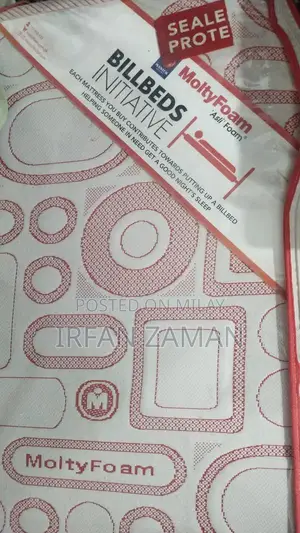 SEALE
PROTE
MoltyFoam
Asli Foam
BILLBEDS
INITIATIVE
EACH MATTRESS YOU BUY CONTRIBUTES TOWARDS PUTTING UP A BILLBED
HELPING SOMEONE IN NEED GET A GOOD NIGHT'S SLEEP
POSTED ON MILAY
IRFAN ZAMAN
M
MoltyFoam